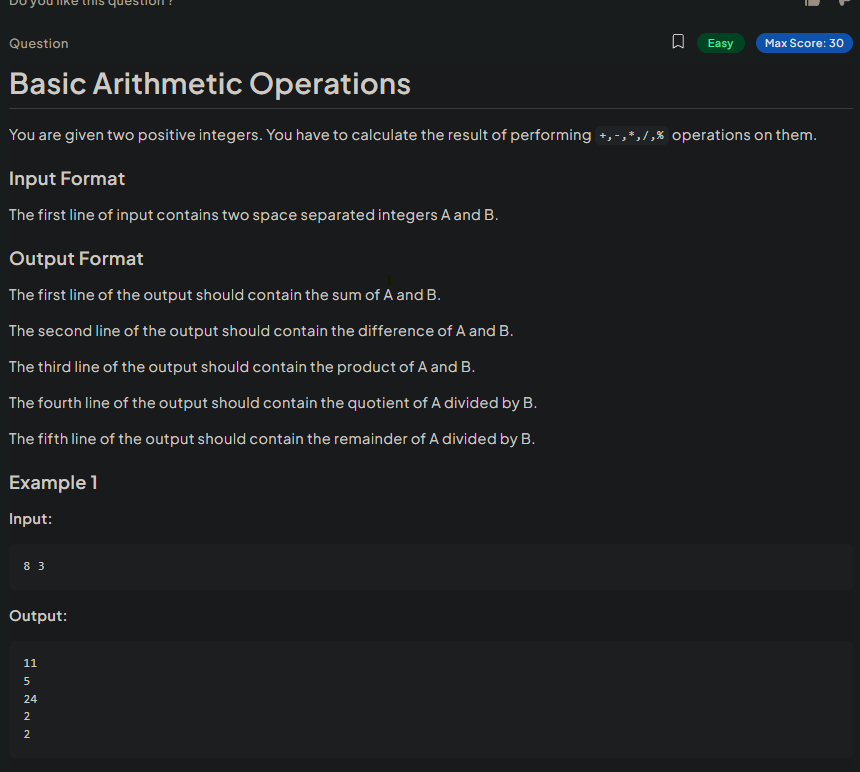 Do you like this question ?
Question
Easy
Max Score: 30
Basic Arithmetic Operations
You are given two positive integers. You have to calculate the result of performing +,-,*,/,% operations on them.
Input Format
The first line of input contains two space separated integers A and B.
Output Format
The first line of the output should contain the sum of A and B.
The second line of the output should contain the difference of A and B.
The third line of the output should contain the product of A and B.
The fourth line of the output should contain the quotient of A divided by B.
The fifth line of the output should contain the remainder of A divided by B.
Example 1
Input:
8 3
Output:
11
5
24
2
2